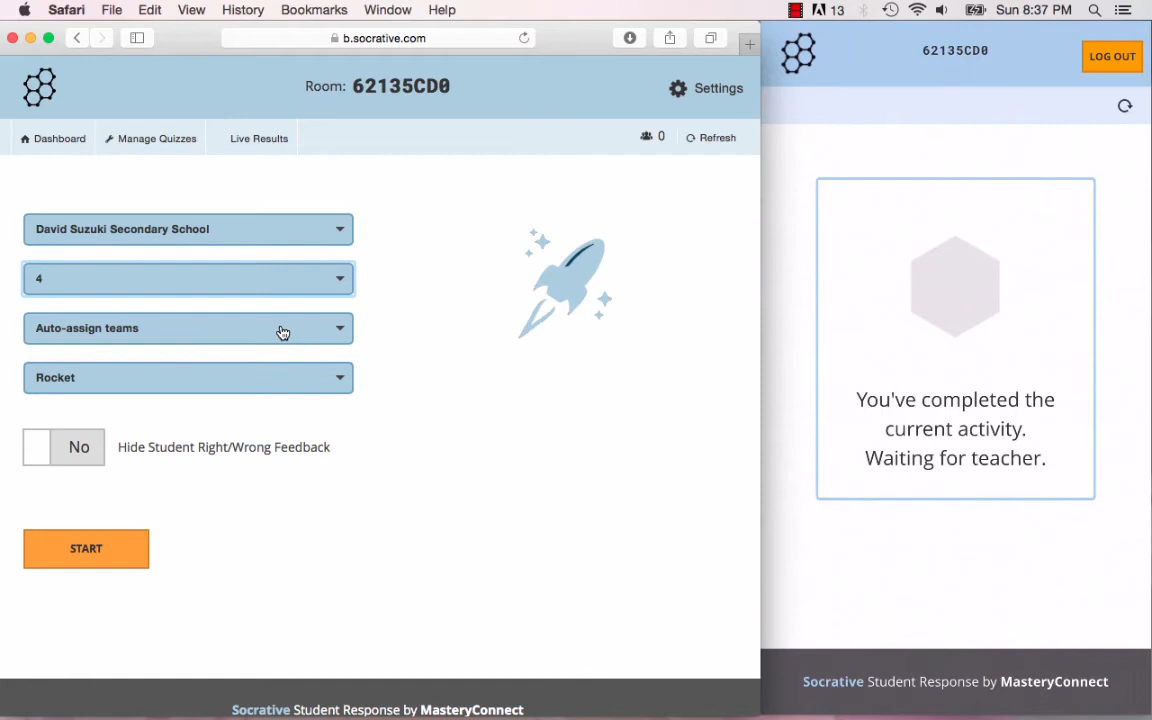 Safari File Edit View History Bookmarks Window Help 13 Sun 8:37 PM
b.socrative.com
Room: 62135CD0
Settings
Dashboard Manage Quizzes Live Results 0 Refresh
David Suzuki Secondary School
4
Auto-assign teams
Rocket
No Hide Student Right/Wrong Feedback
START
Socrative Student Response by MasteryConnect
62135CD0
LOG OUT
You've completed the
current activity.
Waiting for teacher.
Socrative Student Response by MasteryConnect